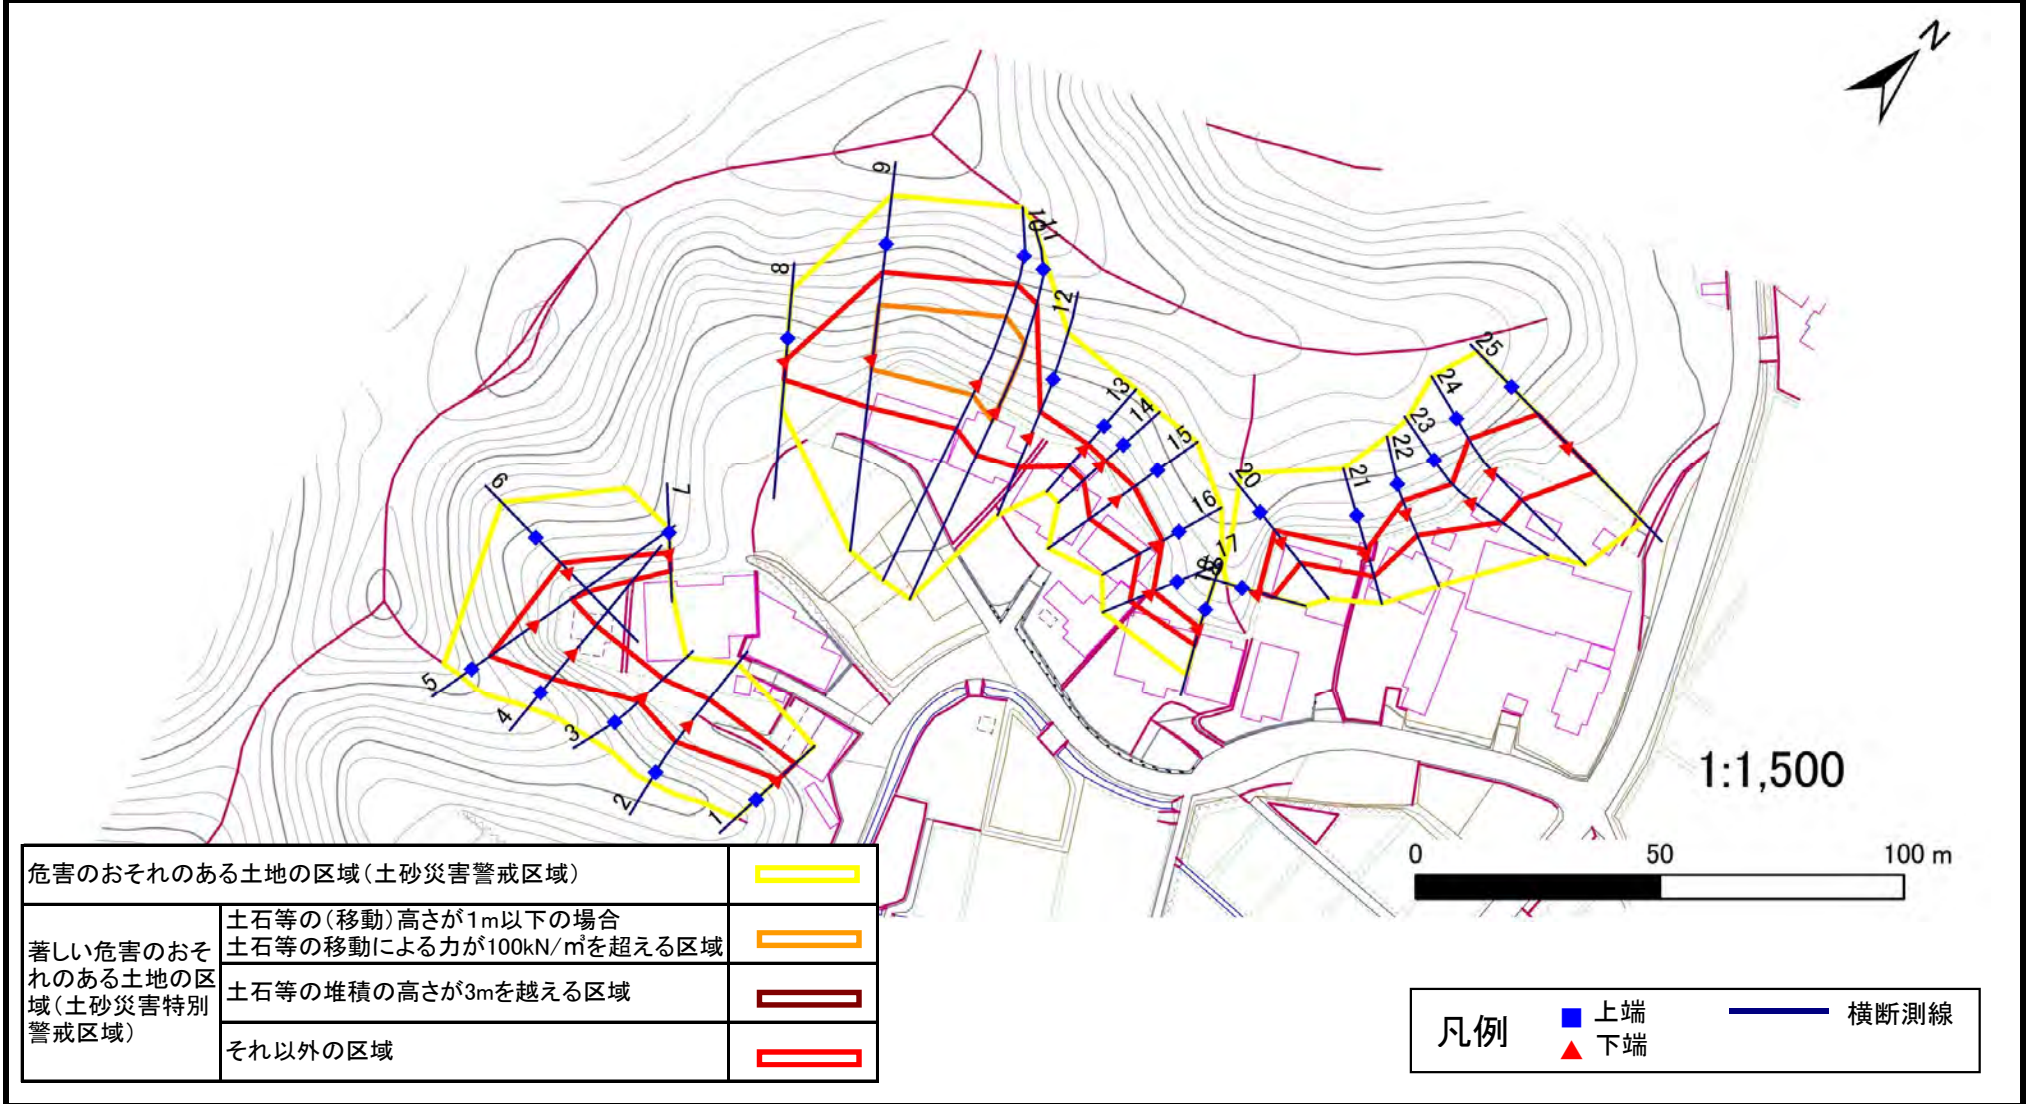 N
9
10
11
8
12
25
13
24
14
23
15
22
6
7
20
21
16
17
18
5
4
3
2
1
1:1,500
0 50 100 m
危害のおそれのある土地の区域(土砂災害警戒区域)
著しい危害のおそ
れのある土地の区
域(土砂災害特別
警戒区域)
土石等の(移動)高さが1m以下の場合
土石等の移動による力が100kN/㎡を超える区域
土石等の堆積の高さが3mを越える区域
それ以外の区域
凡例
上端
下端
横断測線